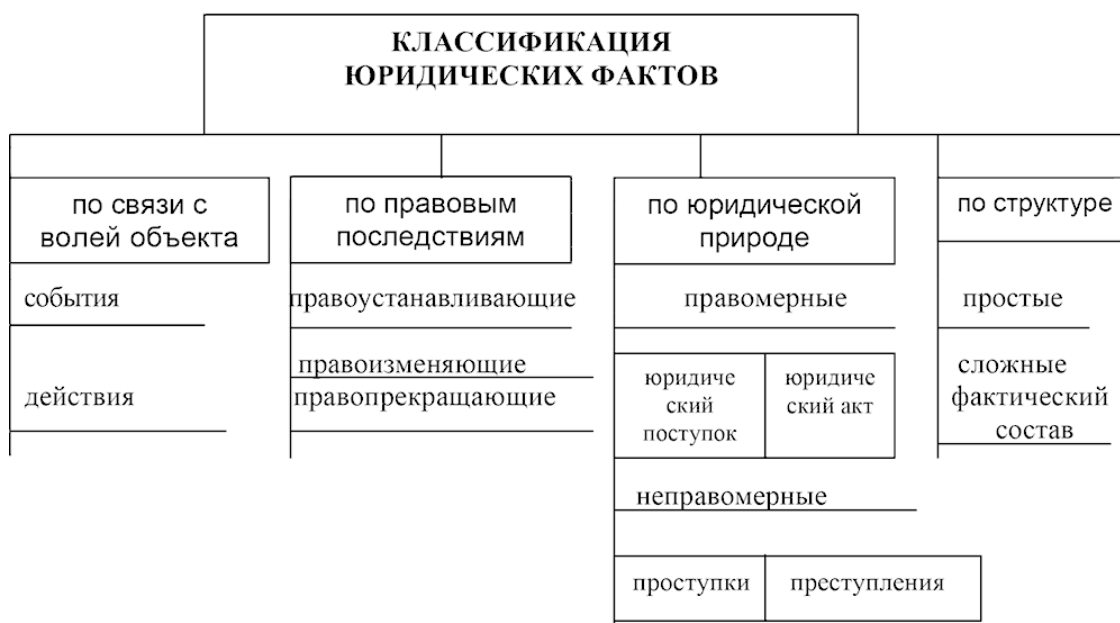 КЛАССИФИКАЦИЯ
ЮРИДИЧЕСКИХ ФАКТОВ
по связи с
волей объекта
события
действия
по правовым
последствиям
правоустанавливающие
правоизменяющие
правопрекращающие
по юридической
природе
правомерные
юридиче
ский
поступок
юридиче
ский акт
неправомерные
проступки
преступления
по структуре
простые
сложные
фактический
состав